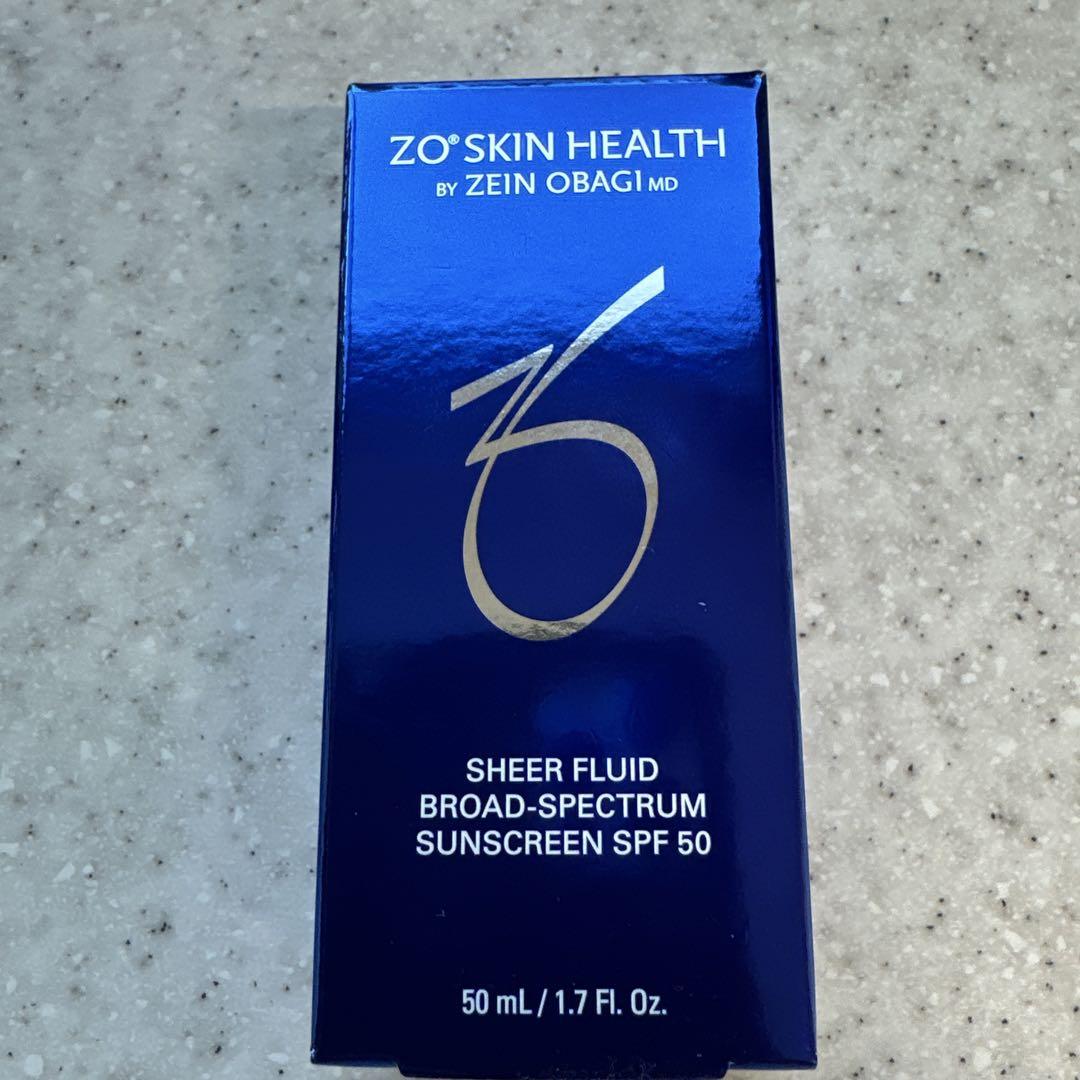 ZO® SKIN HEALTH
BY ZEIN OBAGI MD
SHEER FLUID
BROAD-SPECTRUM
SUNSCREEN SPF 50
50 mL / 1.7 Fl. Oz.